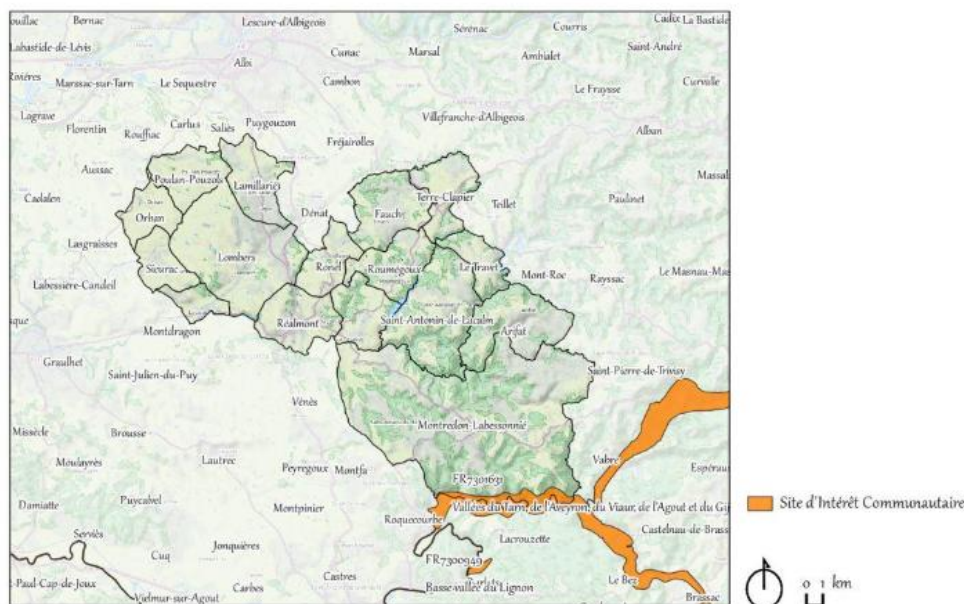 Bernac
Lescure-d'Albigeois
Sérénac
Courris
Cadix
La Bastide
Labastide-de-Lévis
Cunac
Marsal
Ambialet
Saint-André
Albi
Rivières
Marssac-sur-Tarn
Le Sequestre
Cambon
Le Fraysse
Curvalle
Lagrave
Florentin
Rouffiac
Carlus
Saliès
Puygouzon
Villefranche-d'Albigeois
Alban
Fréjairolles
Aussac
Poulan-Pouzols
Lamillarié
Terre-Clapier
Teillet
Paulinet
Massal
Cadalen
Orban
Dénat
Fauch
Lasgraisses
Sieurac
Lombers
Ronel
Roumégoux
Le Travet
Mont-Roc
Rayssac
Le Masnau-Mas
Labessière-Candeil
Montdragon
Réalmont
Saint-Antonin-de-Lacalm
Arifat
Graulhet
Saint-Julien-du-Puy
Saint-Pierre-de-Trivisy
Vénès
Missècle
Brousse
Montredon-Labessonnié
Moulayrès
Lautrec
Peyregoux
Montfa
Vabre
Espérau
FR7301631
Damiatte
Puycalvel
Montpinier
Roquecourbe
Vallées du Tarn, de l'Aveyron, du Viaur, de l'Agout et du Gij
Site d'Intérêt Communautaire
Serviès
Cuq
Jonquières
Lacrouzette
Castelnau-de-Brass
FR7300949
Paul-Cap-de-Joux
Vielmur-sur-Agout
Carbes
Castres
Basse vallée du Lignon
Le Bez
Brassac
0 1 km